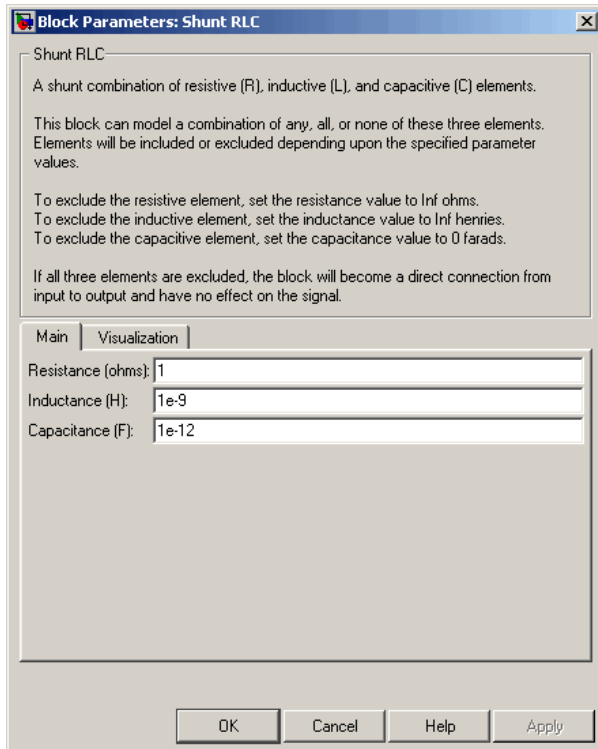 Block Parameters: Shunt RLC
Shunt RLC
A shunt combination of resistive (R), inductive (L), and capacitive (C) elements.
This block can model a combination of any, all, or none of these three elements.
Elements will be included or excluded depending upon the specified parameter
values.
To exclude the resistive element, set the resistance value to Inf ohms.
To exclude the inductive element, set the inductance value to Inf henries.
To exclude the capacitive element, set the capacitance value to 0 farads.
If all three elements are excluded, the block will become a direct connection from
input to output and have no effect on the signal.
Main Visualization
Resistance (ohms): 1
Inductance (H): 1e-9
Capacitance (F): 1e-12
OK Cancel Help Apply